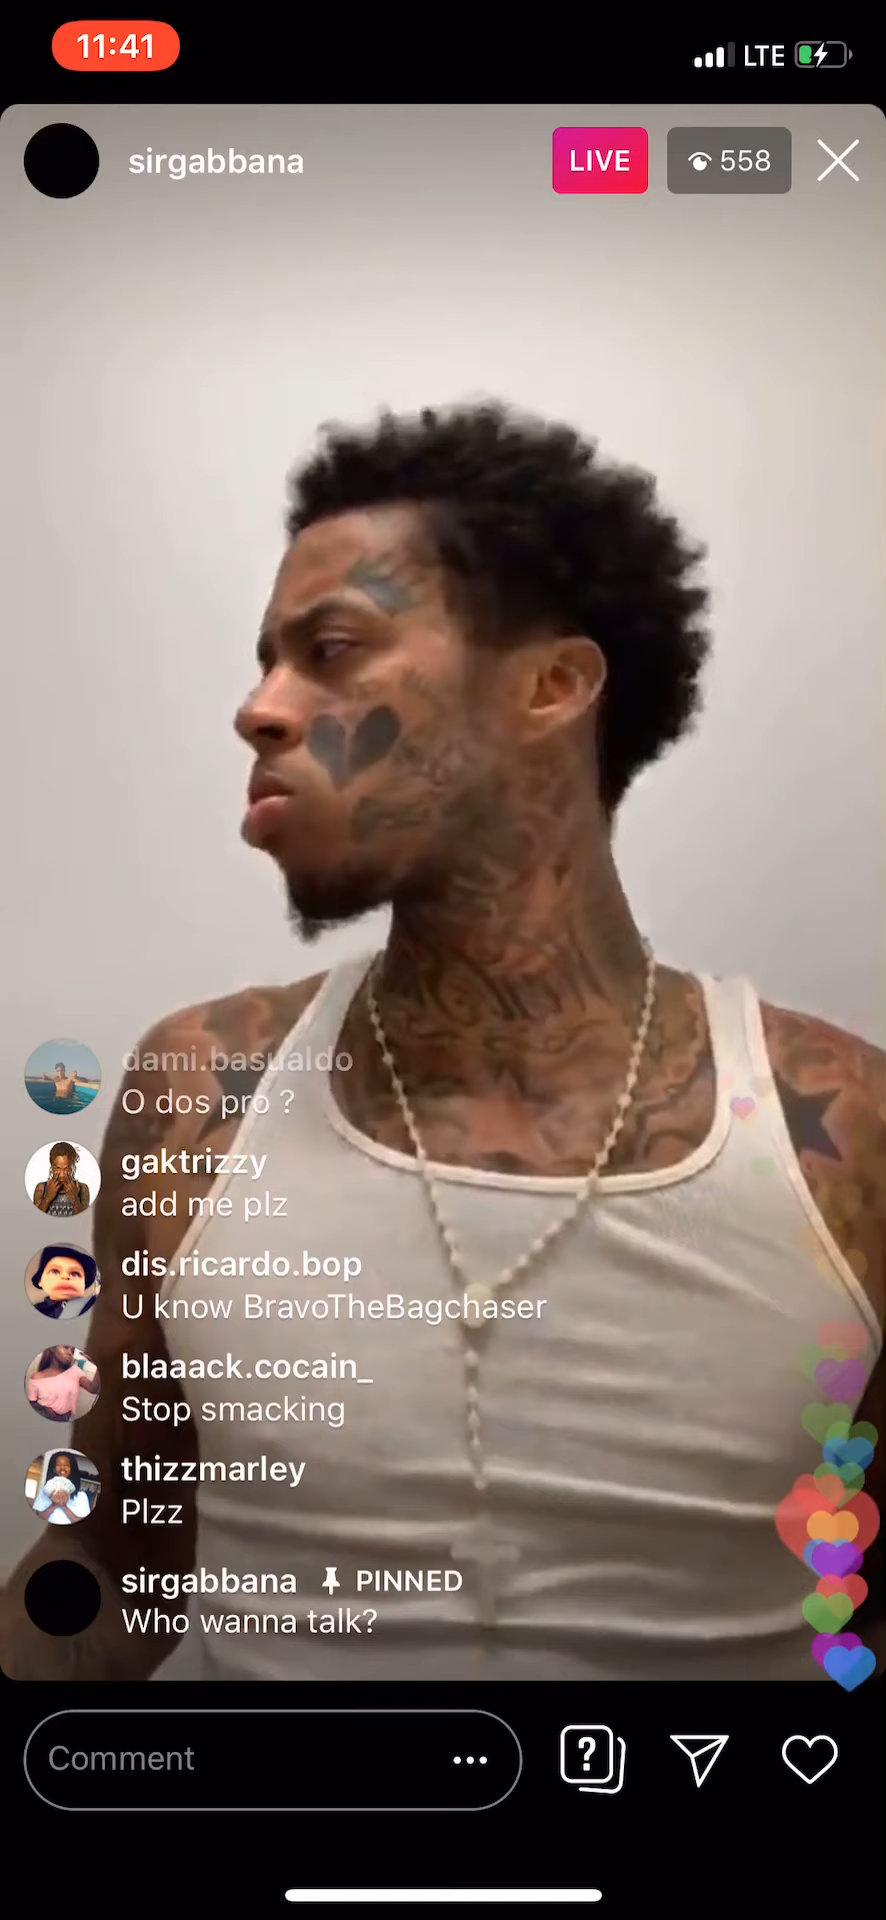 11:41
LTE
sirgabbana
LIVE
558
dami.basualdo
O dos pro ?
gaktrizzy
add me plz
dis.ricardo.bop
U know BravoTheBagchaser
blaaack.cocain_
Stop smacking
thizzmarley
Plzz
sirgabbana PINNED
Who wanna talk?
Comment